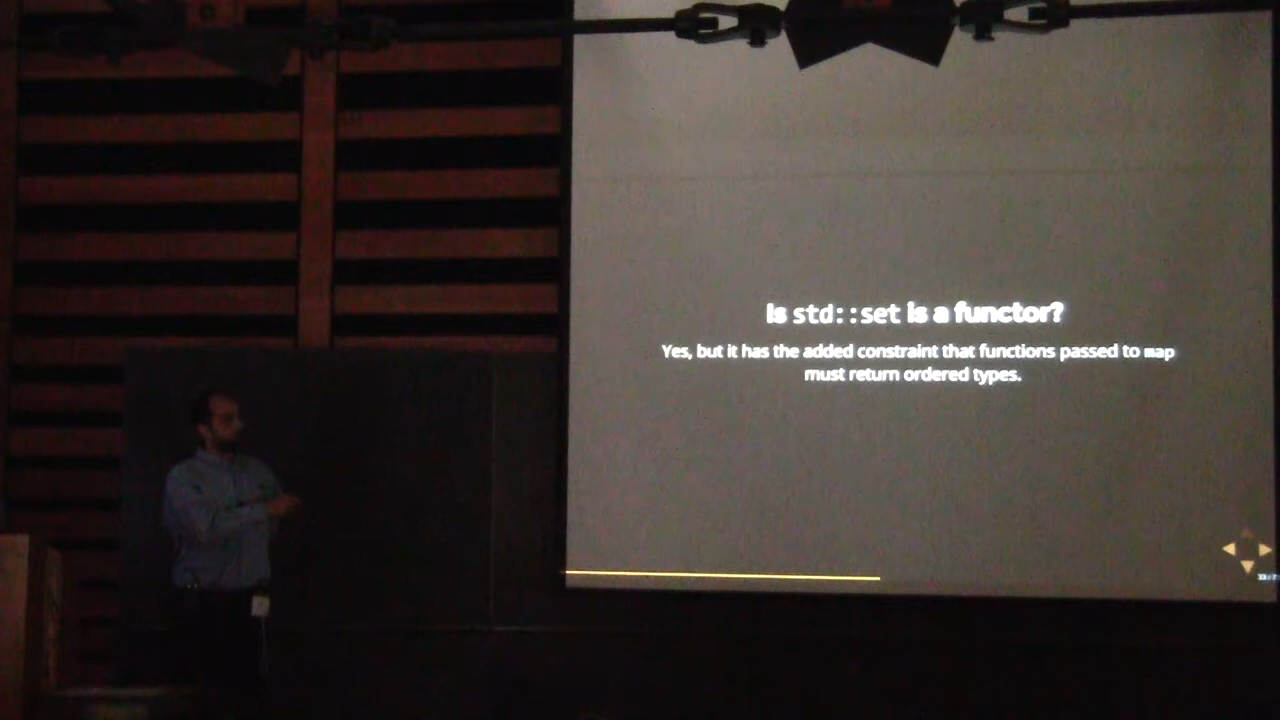 Is std::set is a functor?
Yes, but it has the added constraint that functions passed to map
must return ordered types.